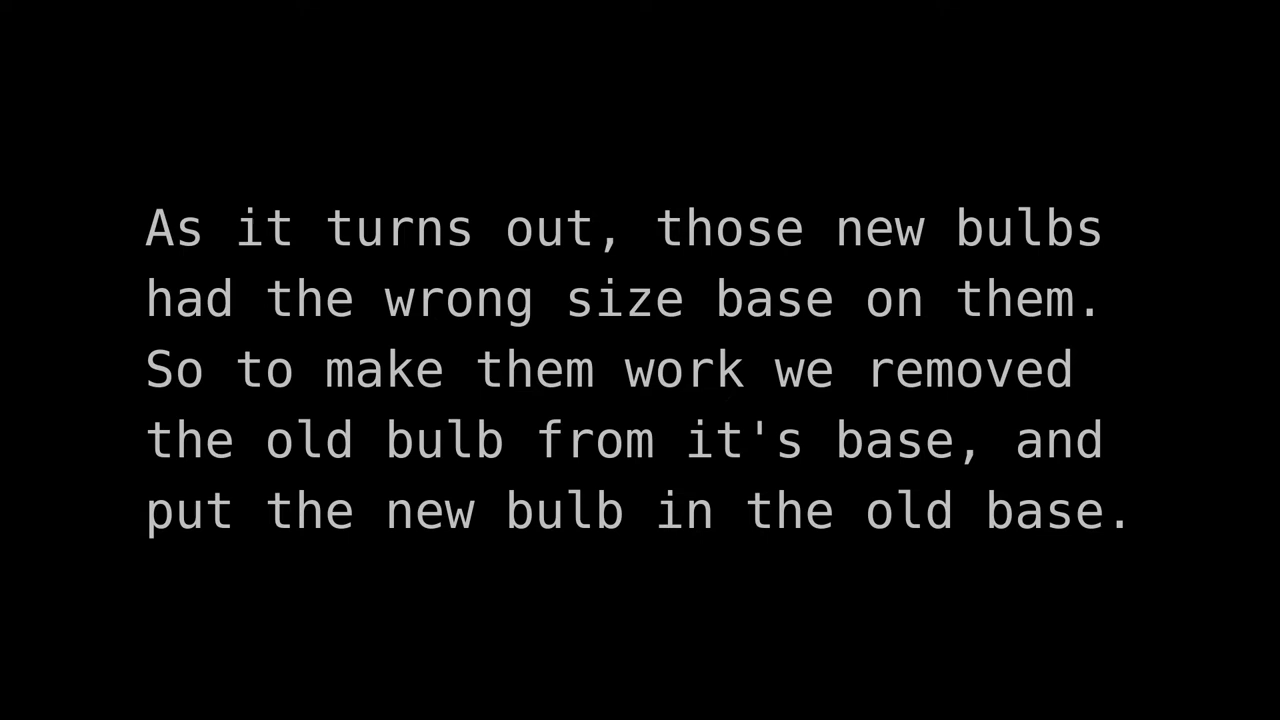 As it turns out, those new bulbs
had the wrong size base on them.
So to make them work we removed
the old bulb from it's base, and
put the new bulb in the old base.